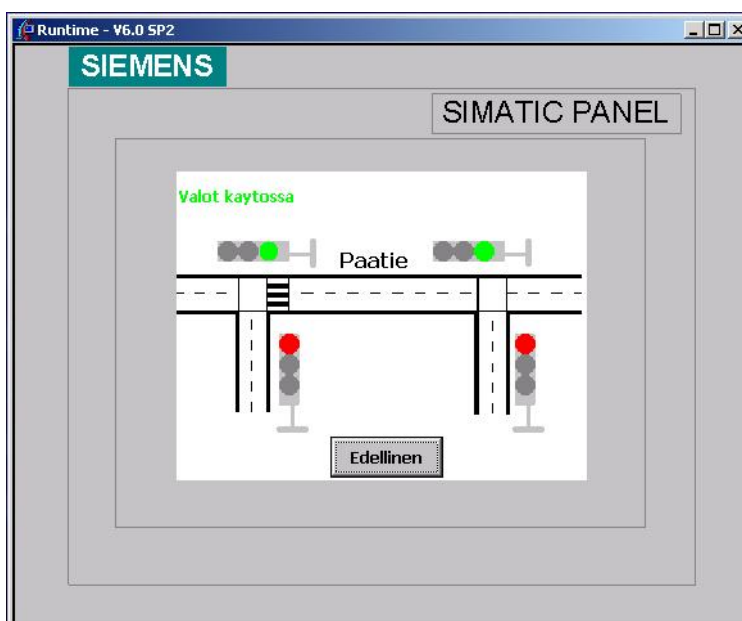 Runtime - V6.0 SP2
SIEMENS
SIMATIC PANEL
Valot kaytossa
Paatie
Edellinen